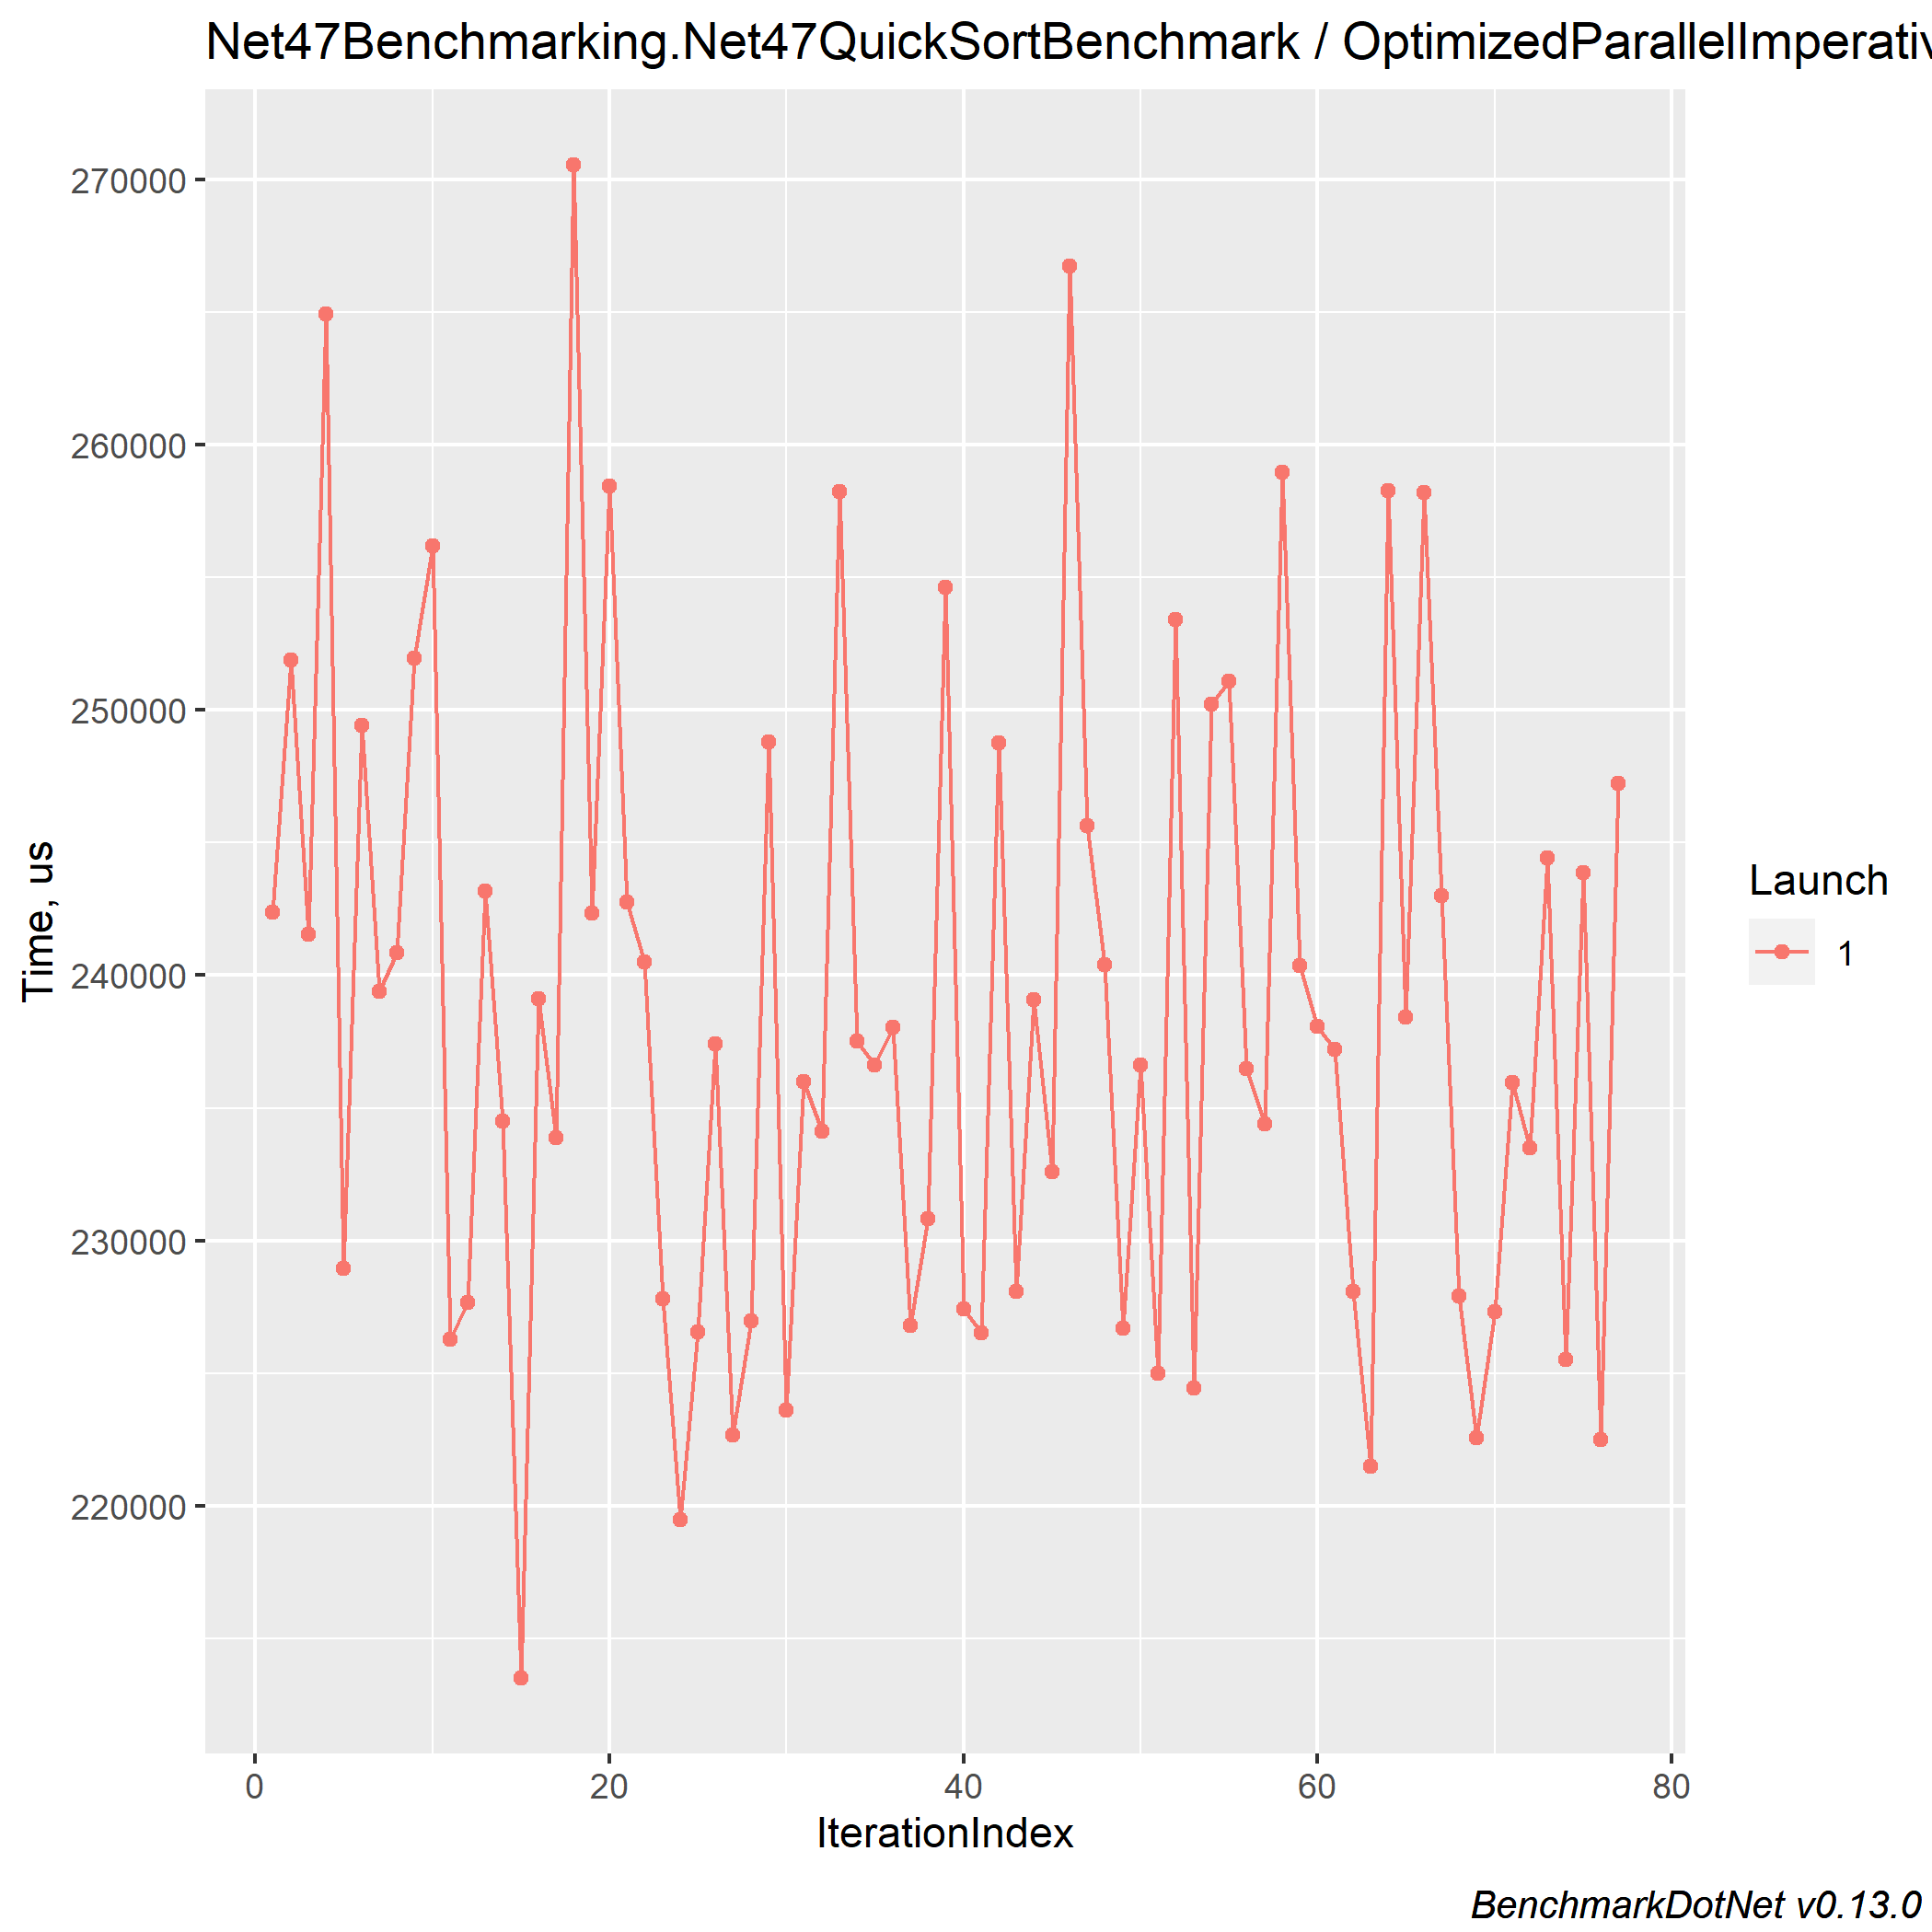 Net47Benchmarking.Net47QuickSortBenchmark / OptimizedParallelImperativ
270000
260000
250000
240000
230000
220000
Time, us
0 20 40 60 80
IterationIndex
Launch
1
BenchmarkDotNet v0.13.0